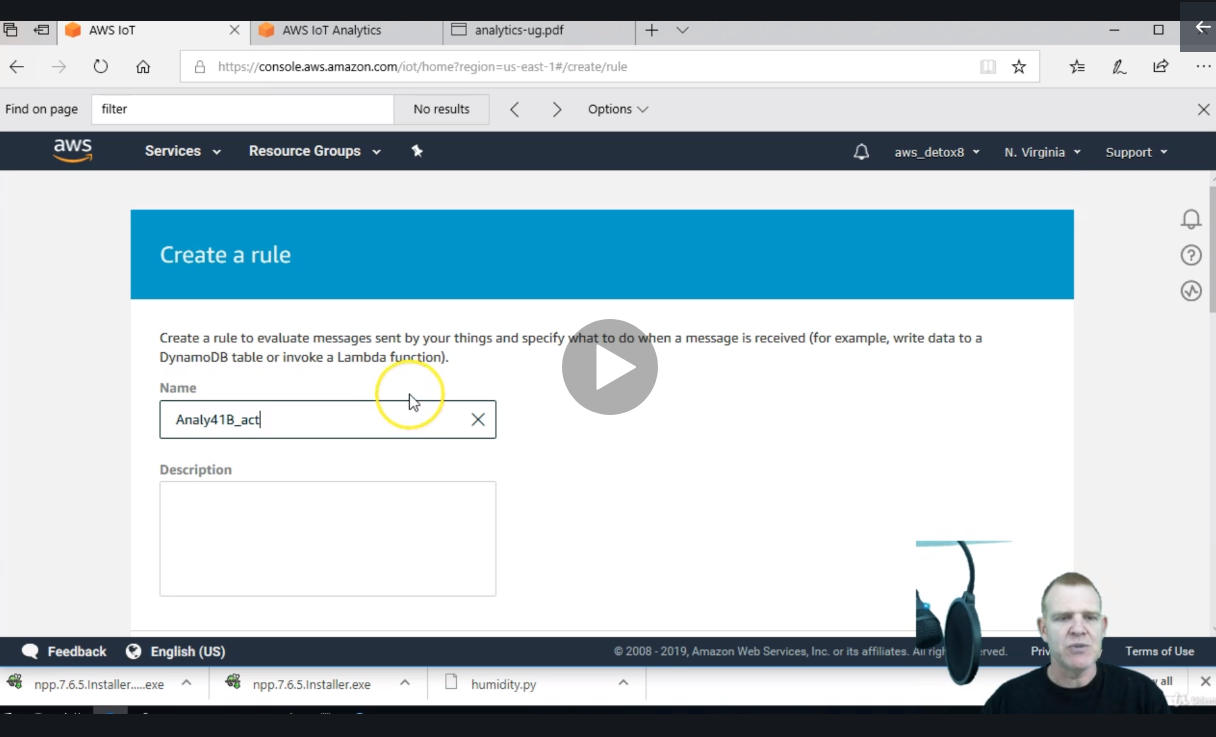 AWS IoT
AWS IoT Analytics
analytics-ug.pdf
https://console.aws.amazon.com/iot/home?region=us-east-1#/create/rule
Find on page
filter
No results
Options
aws
Services
Resource Groups
aws_detox8
N. Virginia
Support
Create a rule
Create a rule to evaluate messages sent by your things and specify what to do when a message is received (for example, write data to a
DynamoDB table or invoke a Lambda function).
Name
Analy41B_act
Description
Feedback
English (US)
© 2008 - 2019, Amazon Web Services, Inc. or its affiliates. All
Terms of Use
npp.7.6.5.Installer.....exe
npp.7.6.5.Installer.exe
humidity.py
all